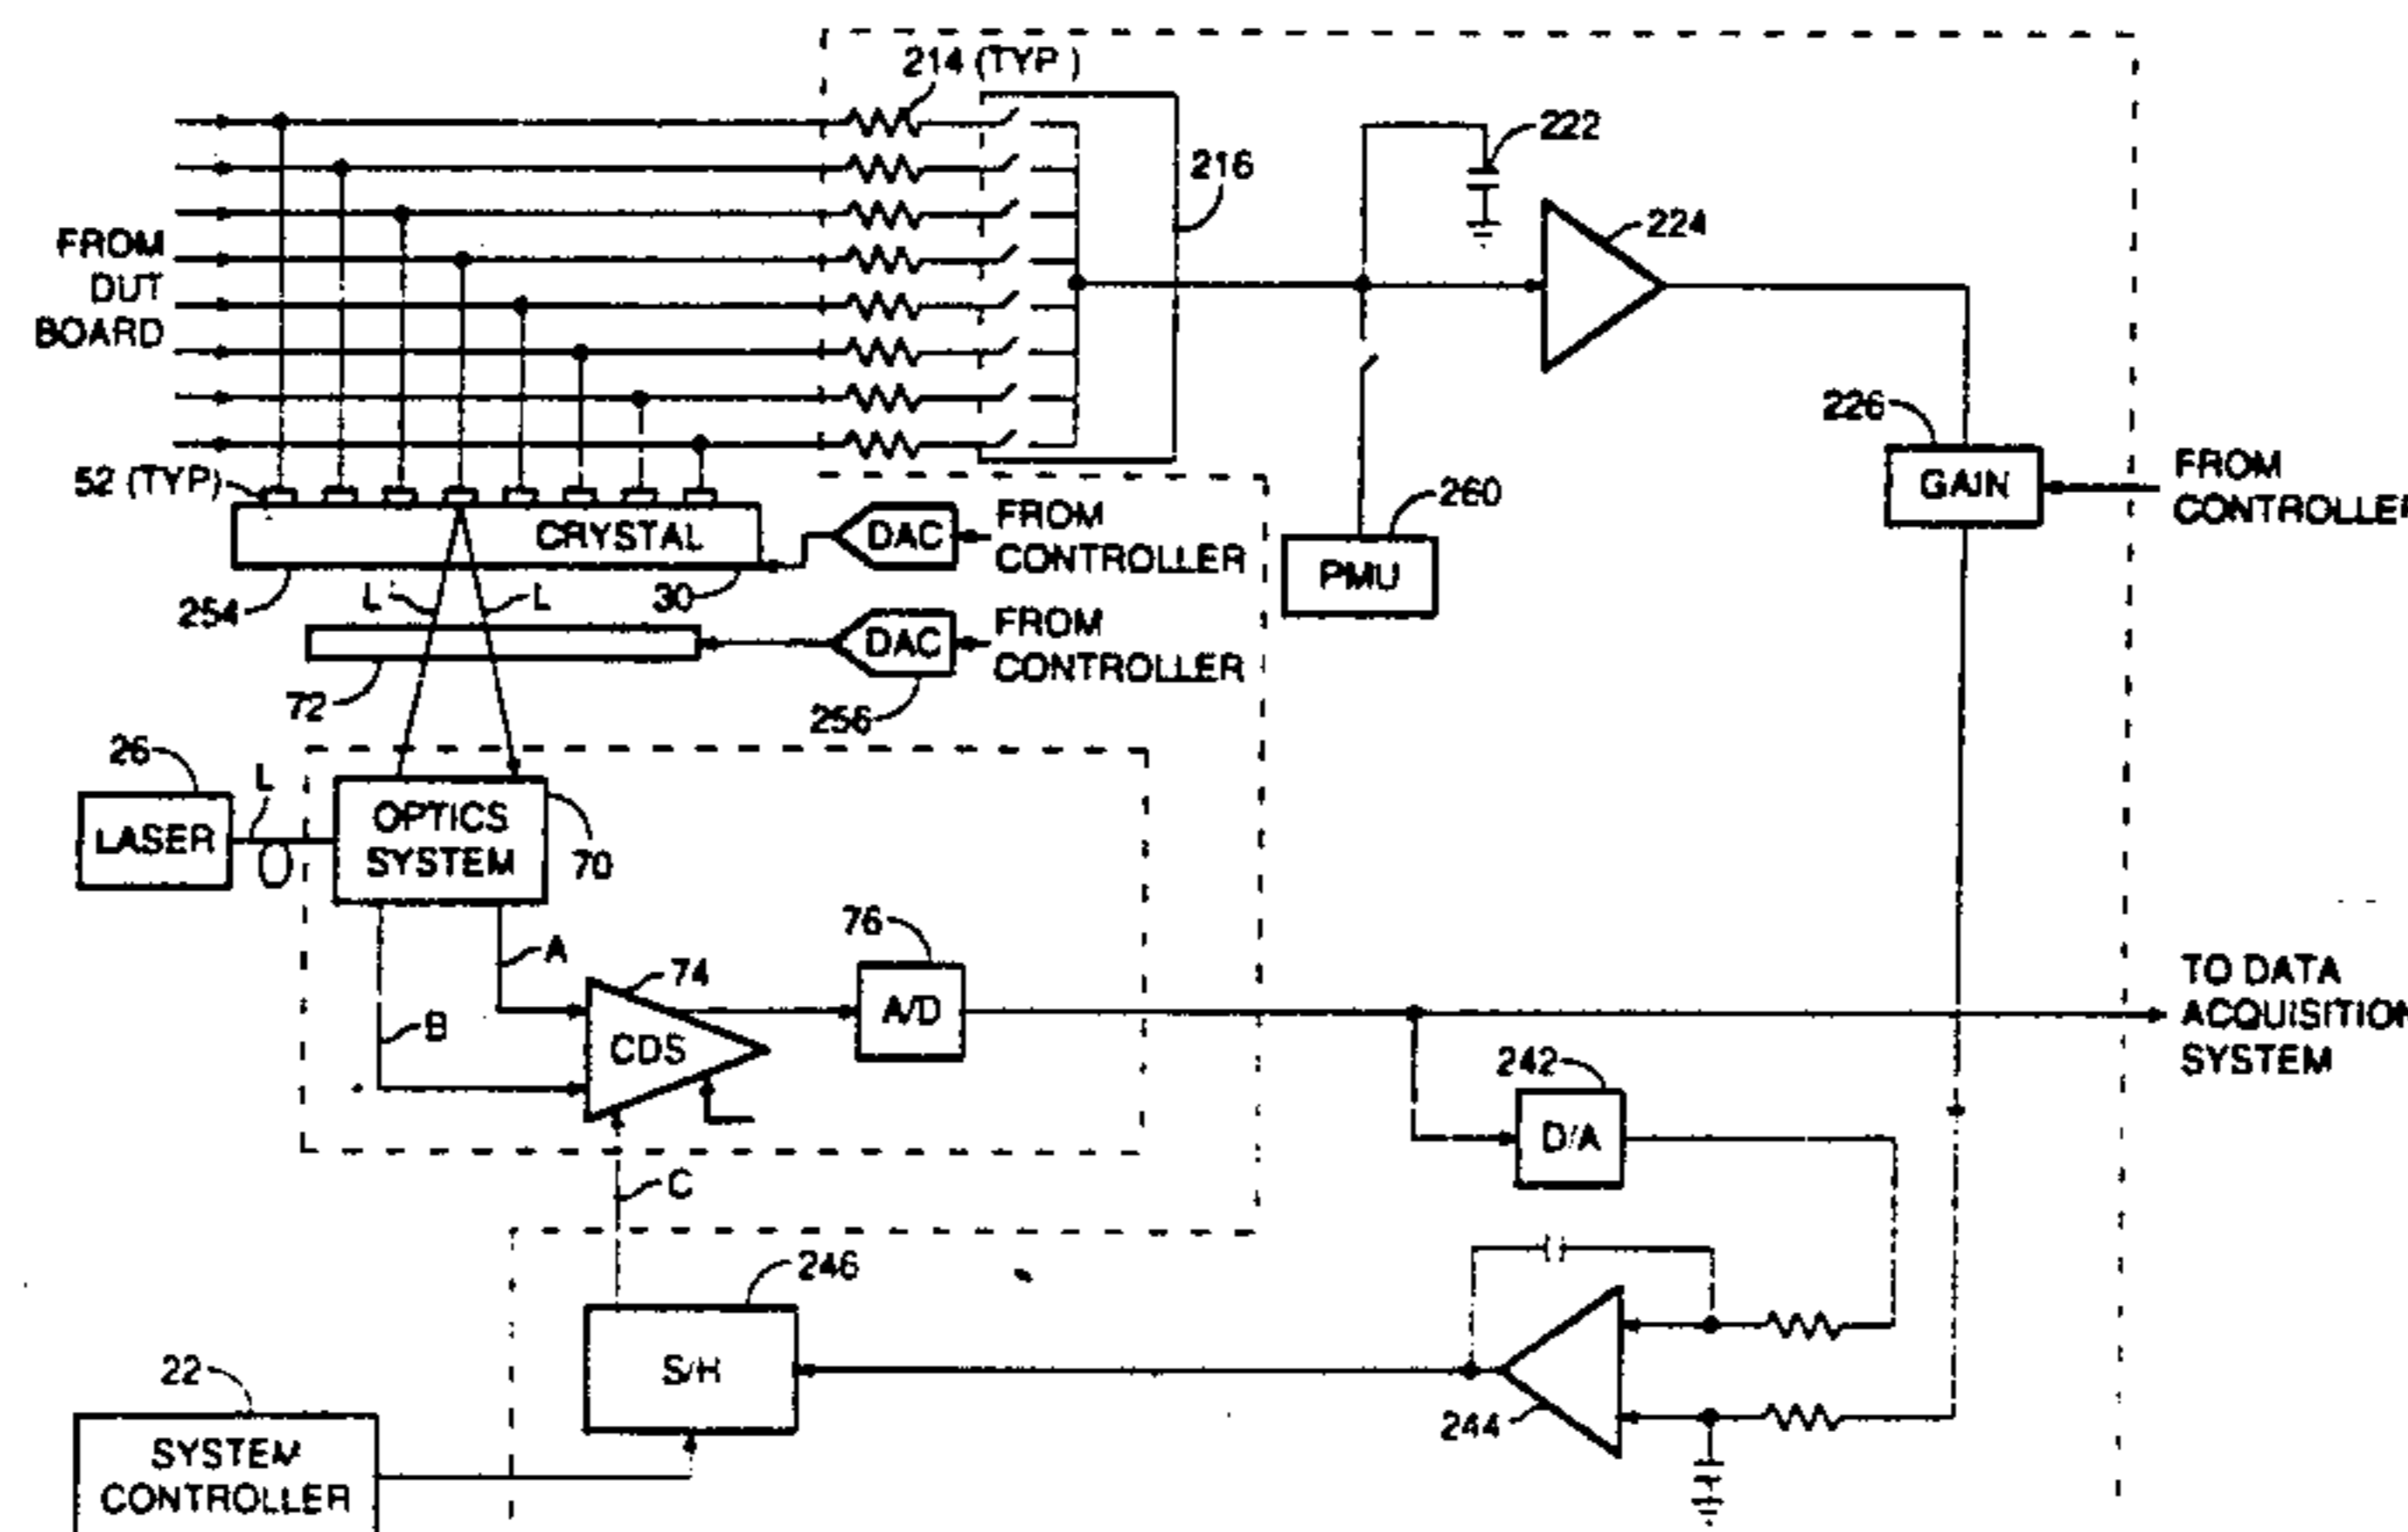 214 (TYP)
222
216
224
FROM
DUT
BOARD
226
FROM
CONTROLLER
GAIN
52 (TYP)
CRYSTAL
DAC
FROM
CONTROLLER
260
PMU
254
L
L
30
DAC
FROM
CONTROLLER
72
256
26
L
LASER
OPTICS
SYSTEM
70
A
74
76
B
CDS
A/D
TO DATA
ACQUISITION
SYSTEM
242
D/A
C
246
S/H
244
22
SYSTEM
CONTROLLER